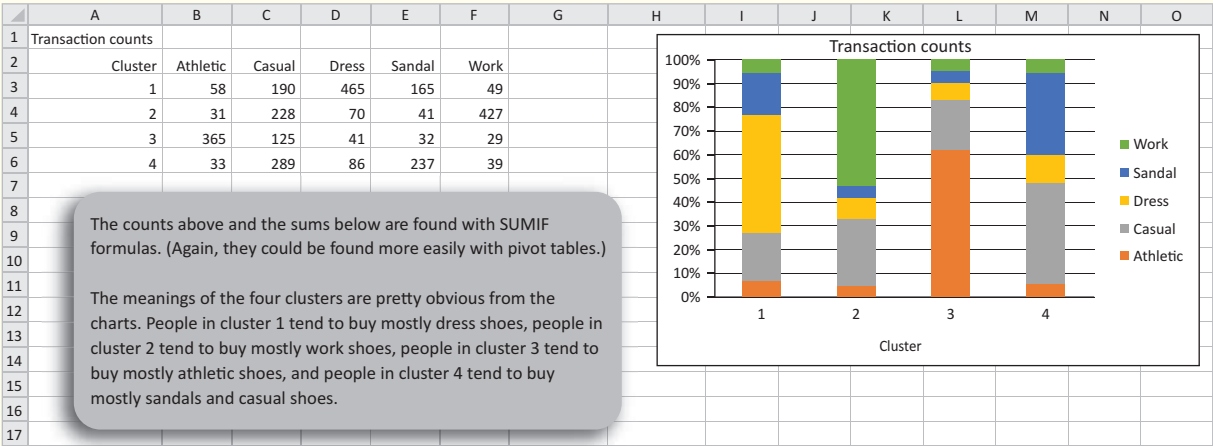 A B C D E F G H I J K L M N O
1 Transaction counts
2 Cluster Athletic Casual Dress Sandal Work
3 1 58 190 465 165 49
4 2 31 228 70 41 427
5 3 365 125 41 32 29
6 4 33 289 86 237 39
7
8
9
10
11
12
13
14
15
16
17
The counts above and the sums below are found with SUMIF
formulas. (Again, they could be found more easily with pivot tables.)
The meanings of the four clusters are pretty obvious from the
charts. People in cluster 1 tend to buy mostly dress shoes, people in
cluster 2 tend to buy mostly work shoes, people in cluster 3 tend to
buy mostly athletic shoes, and people in cluster 4 tend to buy
mostly sandals and casual shoes.
Transaction counts
100%
90%
80%
70%
60%
50%
40%
30%
20%
10%
0%
1 2 3 4
Cluster
Work
Sandal
Dress
Casual
Athletic